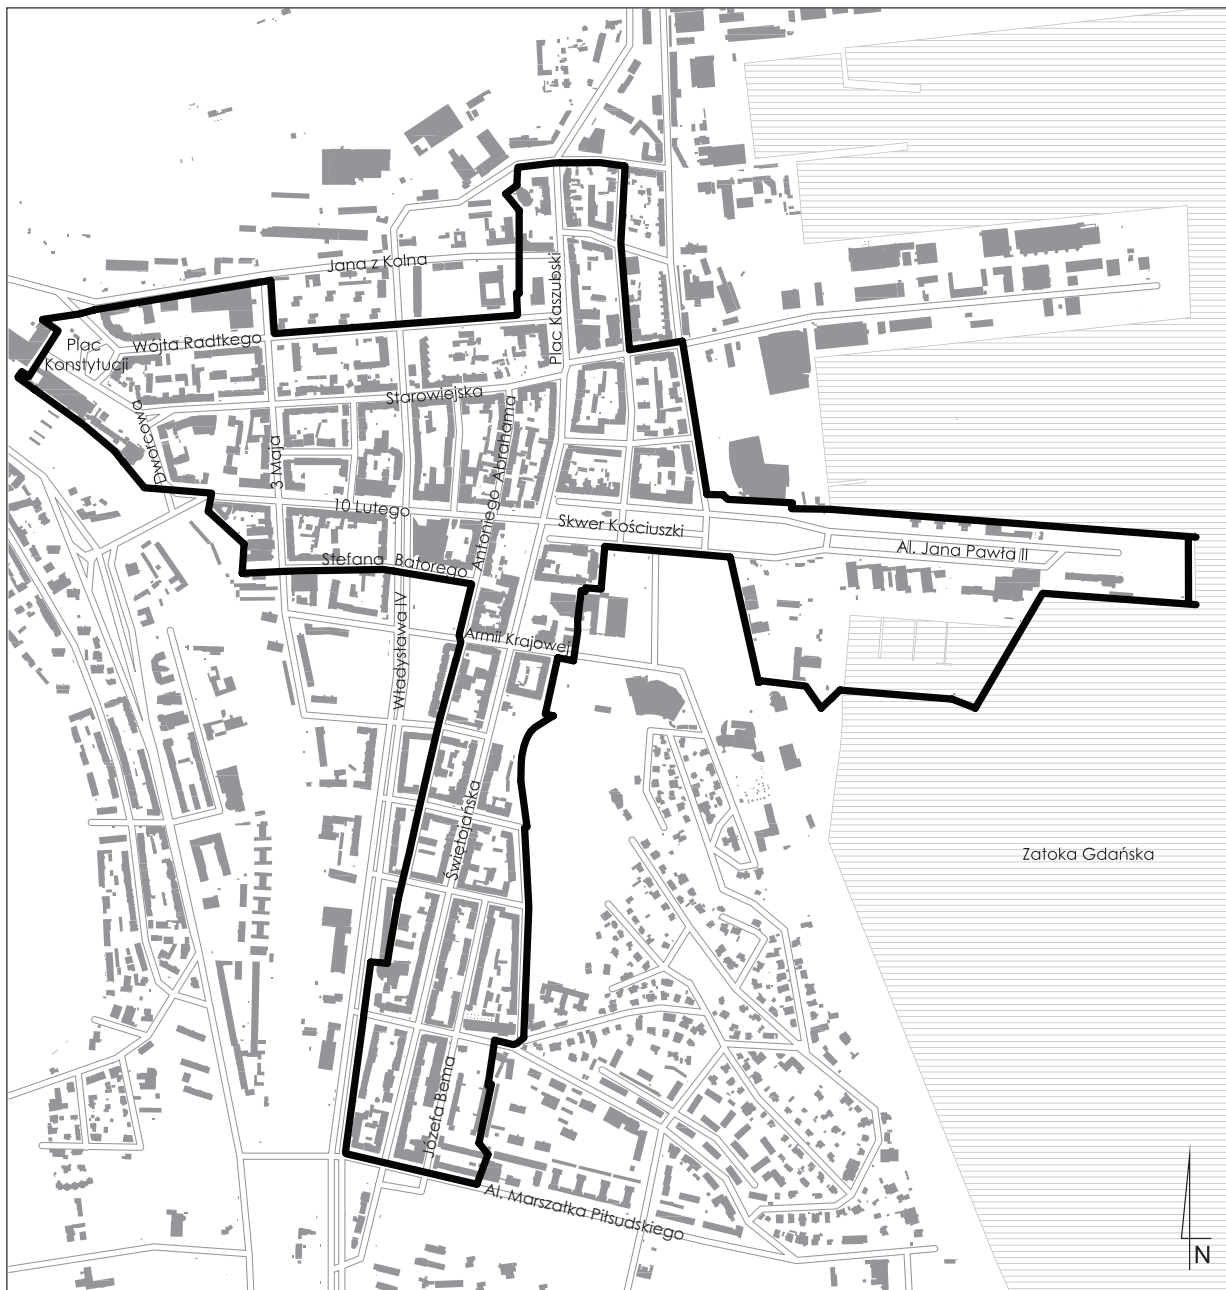 Jana z Kolna
Plac Kaszubski
Wójta Radtkego
Plac
Konstytucji
Starowiejska
Dworcowa
3 Maja
Antoniego Abrahama
10 Lutego
Skwer Kościuszki
Al. Jana Pawła II
Stefana Batorego
Władysława IV
Armii Krajowej
Świętojańska
Zatoka Gdańska
Józefa Bema
Al. Marszałka Piłsudskiego
N